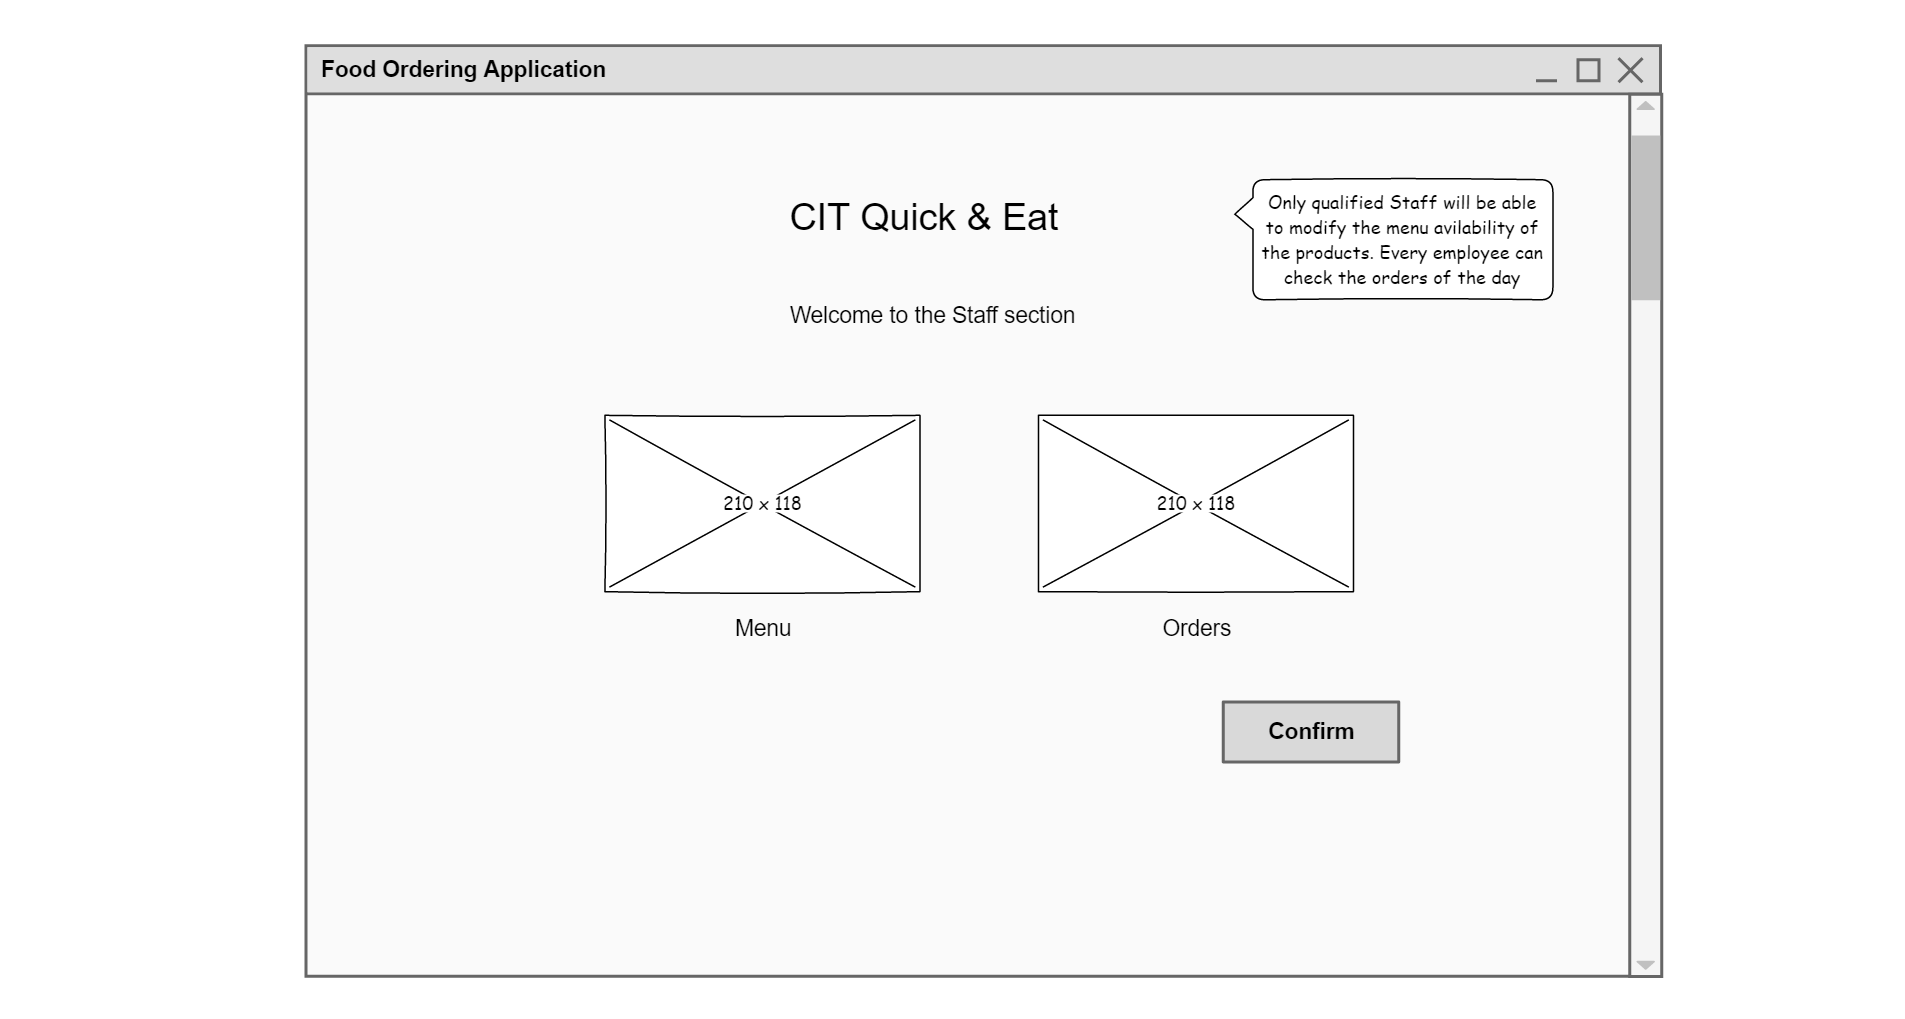 Food Ordering Application
CIT Quick & Eat
Only qualified Staff will be able
to modify the menu avilability of
the products. Every employee can
check the orders of the day
Welcome to the Staff section
210 x 118
210 x 118
Menu
Orders
Confirm